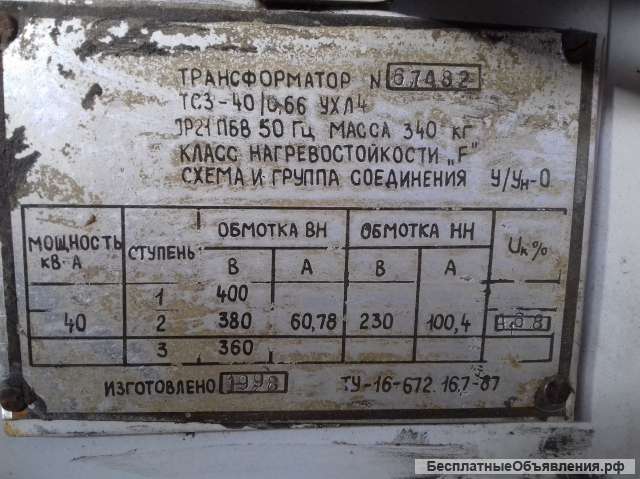 ТРАНСФОРМАТОР N 67482
ТСЗ-40/0,66 УХЛ4
IP21 ПБВ 50 Гц МАССА 340 кг
КЛАСС НАГРЕВОСТОЙКОСТИ „F"
СХЕМА И ГРУППА СОЕДИНЕНИЯ У/Ун-0
МОЩНОСТЬ кВ·А СТУПЕНЬ ОБМОТКА ВН ОБМОТКА НН Uк%
В А В А
1 400
40 2 380 60,78 230 100,4
3 360
ИЗГОТОВЛЕНО 1993 ТУ-16-672.167-87
БесплатныеОбъявления.рф